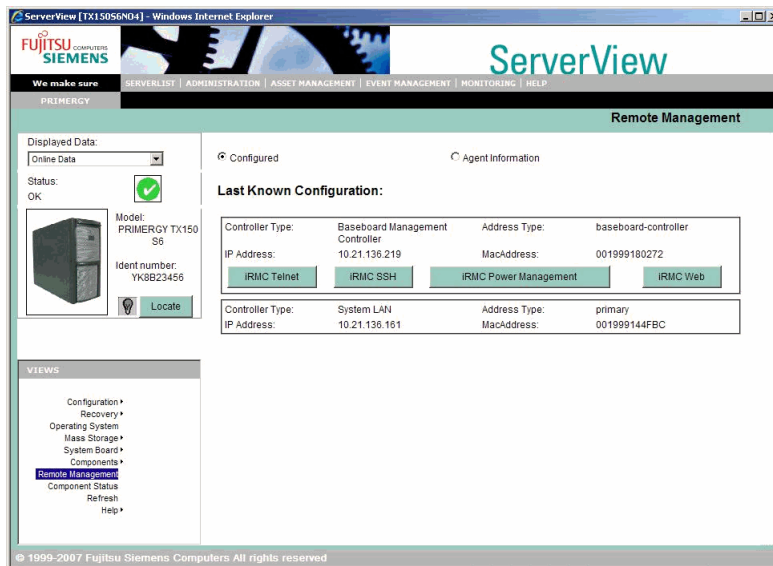 ServerView [TX150S6NO4] - Windows Internet Explorer
FUJITSU COMPUTERS
SIEMENS
ServerView
We make sure
SERVERLIST | ADMINISTRATION | ASSET MANAGEMENT | EVENT MANAGEMENT | MONITORING | HELP
PRIMERGY
Remote Management
Displayed Data:
Online Data
Status:
OK
Model:
PRIMERGY TX150
S6
Ident number:
YK8B23456
Locate
Configured
Agent Information
Last Known Configuration:
Controller Type: Baseboard Management Controller Address Type: baseboard-controller
IP Address: 10.21.136.219 MacAddress: 001999180272
iRMC Telnet iRMC SSH iRMC Power Management iRMC Web
Controller Type: System LAN Address Type: primary
IP Address: 10.21.136.161 MacAddress: 001999144FBC
VIEWS
Configuration
Recovery
Operating System
Mass Storage
System Board
Components
Remote Management
Component Status
Refresh
Help
© 1999-2007 Fujitsu Siemens Computers All rights reserved